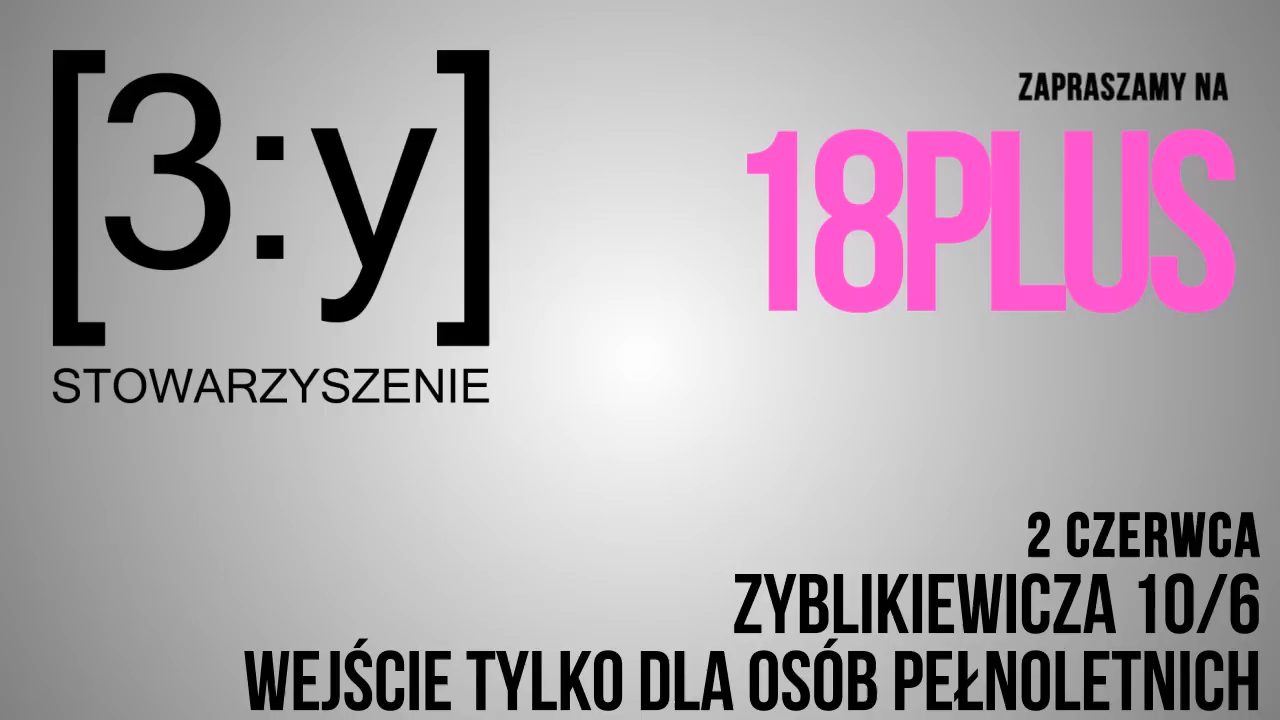 [3:y]
STOWARZYSZENIE
ZAPRASZAMY NA
18PLUS
2 CZERWCA
ZYBLIKIEWICZA 10/6
WEJŚCIE TYLKO DLA OSÓB PEŁNOLETNICH